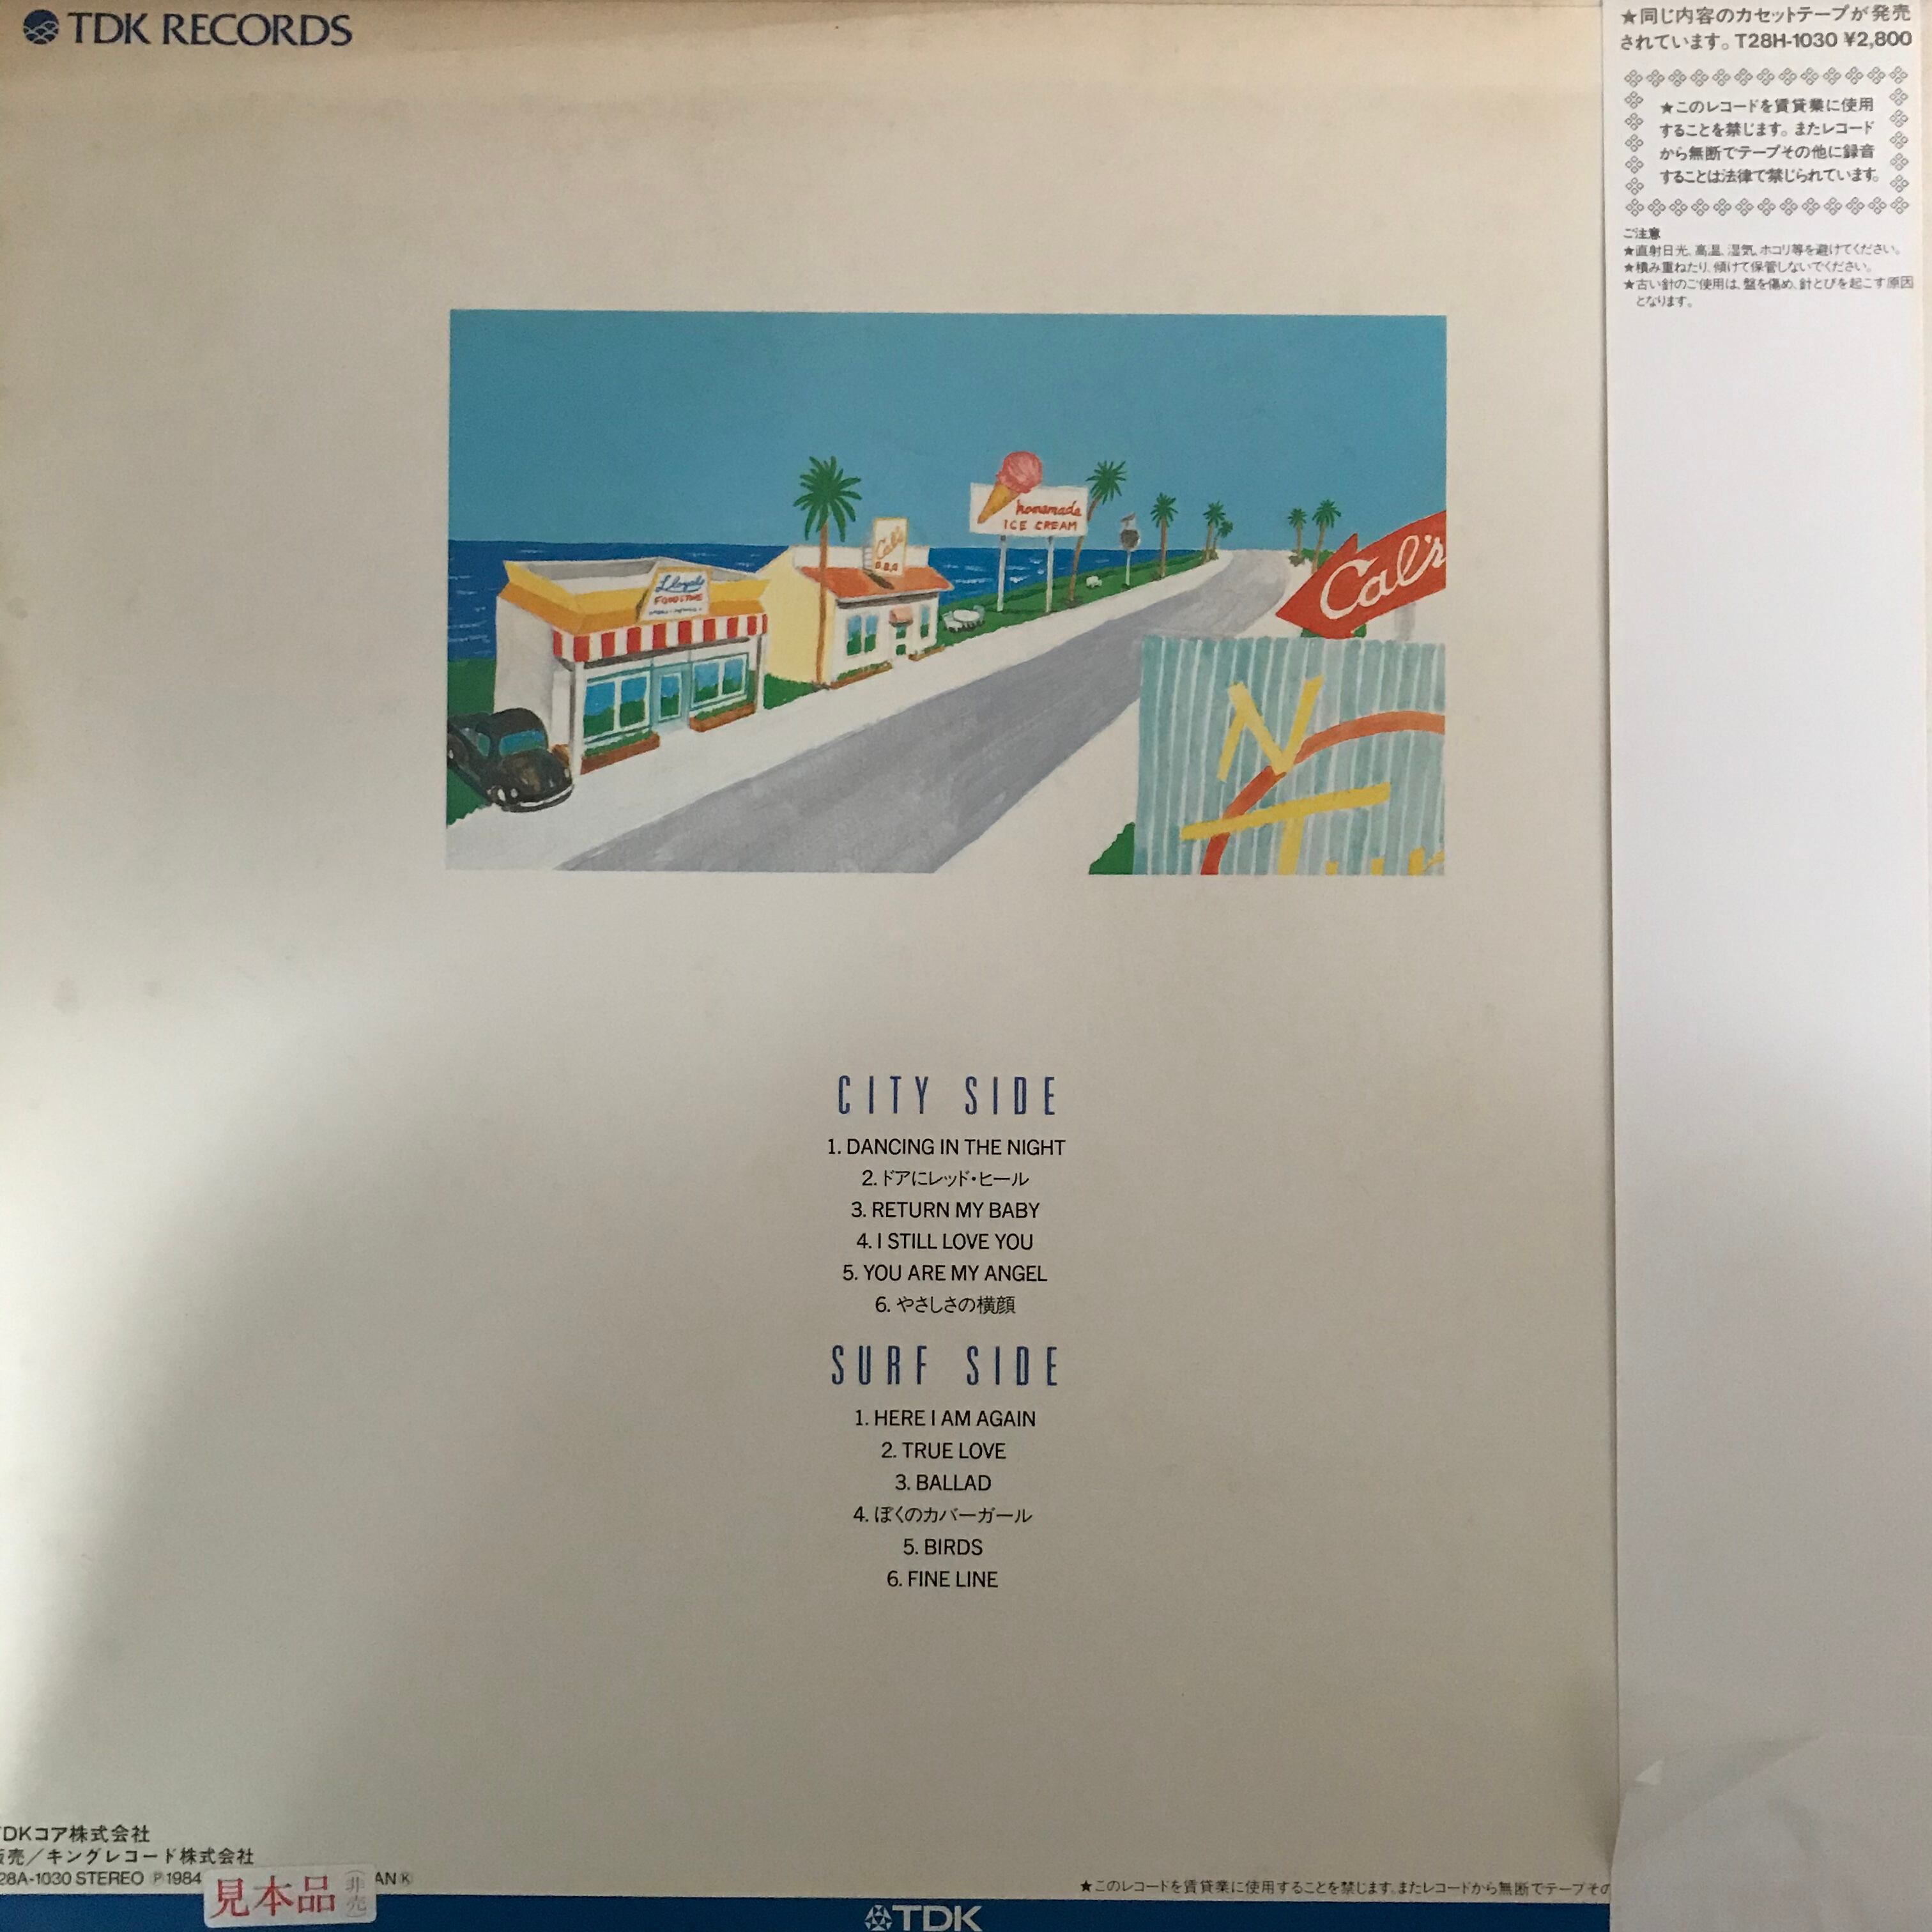 TDK RECORDS
★同じ内容のカセットテープが発売
されています。T28H-1030 ¥2,800
★このレコードを賃貸業に使用
することを禁じます。またレコード
から無断でテープその他に録音
することは法律で禁じられています。
ご注意
★直射日光、高温、湿気、ホコリ等を避けてください。
★積み重ねたり、傾けて保管しないでください。
★古い針のご使用は、盤を傷め、針とびを起こす原因
となります。
homemade
ICE CREAM
Cal's
B.B.Q
Lloyds
Cal's
N
CITY SIDE
1. DANCING IN THE NIGHT
2. ドアにレッド・ヒール
3. RETURN MY BABY
4. I STILL LOVE YOU
5. YOU ARE MY ANGEL
6. やさしさの横顔
SURF SIDE
1. HERE I AM AGAIN
2. TRUE LOVE
3. BALLAD
4. ぼくのカバーガール
5. BIRDS
6. FINE LINE
TDKコア株式会社
販売／キングレコード株式会社
28A-1030 STEREO Ⓟ1984 AN Ⓚ
見本品 (非売)
★このレコードを賃貸業に使用することを禁じます。またレコードから無断でテープその
TDK